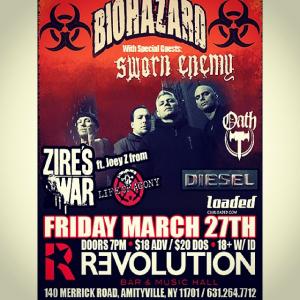 BIOHAZARD
With Special Guests:
SWORN ENEMY
Oath
ZIRE'S WAR
ft. Joey Z from
LIFE OF AGONY
DIESEL
Loaded
FRIDAY MARCH 27TH
DOORS 7PM • $18 ADV / $20 DOS • 18+ W/ ID
R REVOLUTION
BAR & MUSIC HALL
140 MERRICK ROAD, AMITYVILLE, NY 11701 / 631.264.7712